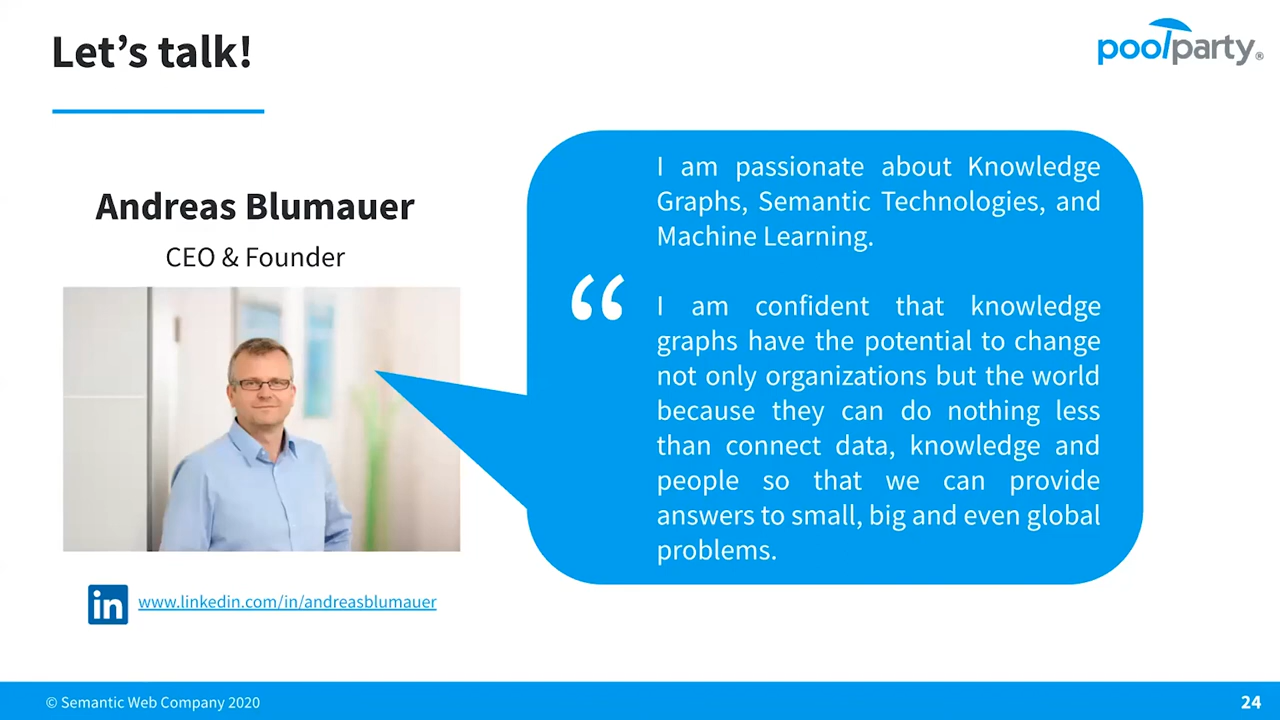 Let's talk!
poolparty®
Andreas Blumauer
CEO & Founder
“
I am passionate about Knowledge
Graphs, Semantic Technologies, and
Machine Learning.
I am confident that knowledge
graphs have the potential to change
not only organizations but the world
because they can do nothing less
than connect data, knowledge and
people so that we can provide
answers to small, big and even global
problems.
in
www.linkedin.com/in/andreasblumauer
© Semantic Web Company 2020
24